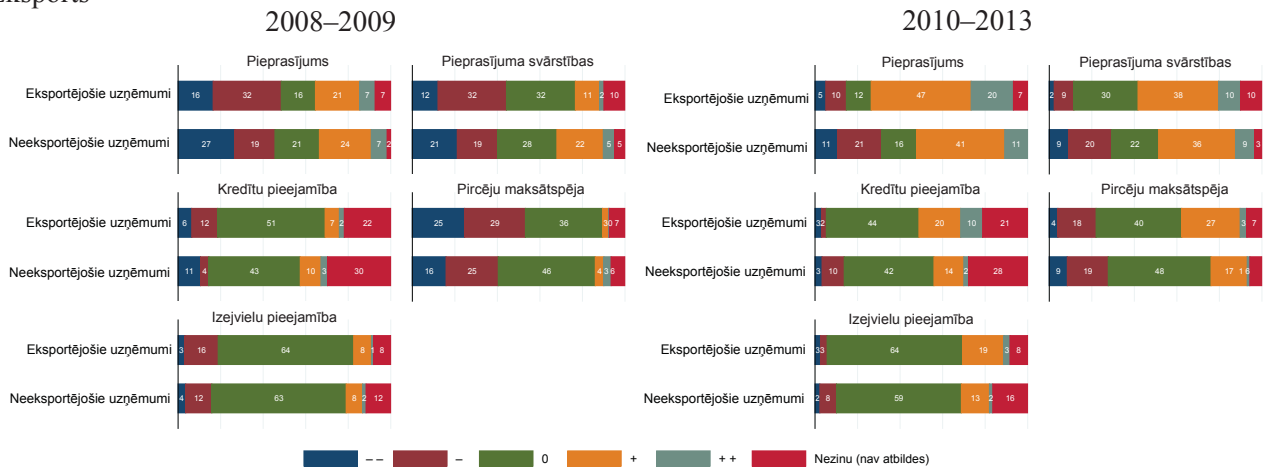 ksports
2008–2009
2010–2013
Pieprasījums
Eksportējošie uzņēmumi 16 32 16 21 7 7
Neeksportējošie uzņēmumi 27 19 21 24 7 2
Pieprasījuma svārstības
12 32 32 11 2 10
21 19 28 22 5 5
Kredītu pieejamība
Eksportējošie uzņēmumi 6 12 51 7 2 22
Neeksportējošie uzņēmumi 11 4 43 10 3 30
Pircēju maksātspēja
25 29 36 3 0 7
16 25 46 4 3 6
Izejvielu pieejamība
Eksportējošie uzņēmumi 3 16 64 8 1 8
Neeksportējošie uzņēmumi 4 12 63 8 2 12
Pieprasījums
Eksportējošie uzņēmumi 5 10 12 47 20 7
Neeksportējošie uzņēmumi 11 21 16 41 11
Pieprasījuma svārstības
2 9 30 38 10 10
9 20 22 36 9 3
Kredītu pieejamība
Eksportējošie uzņēmumi 3 2 44 20 10 21
Neeksportējošie uzņēmumi 3 10 42 14 2 28
Pircēju maksātspēja
4 18 40 27 3 7
9 19 48 17 1 6
Izejvielu pieejamība
Eksportējošie uzņēmumi 3 3 64 19 3 8
Neeksportējošie uzņēmumi 2 8 59 13 2 16
– – – 0 + + + Nezinu (nav atbildes)